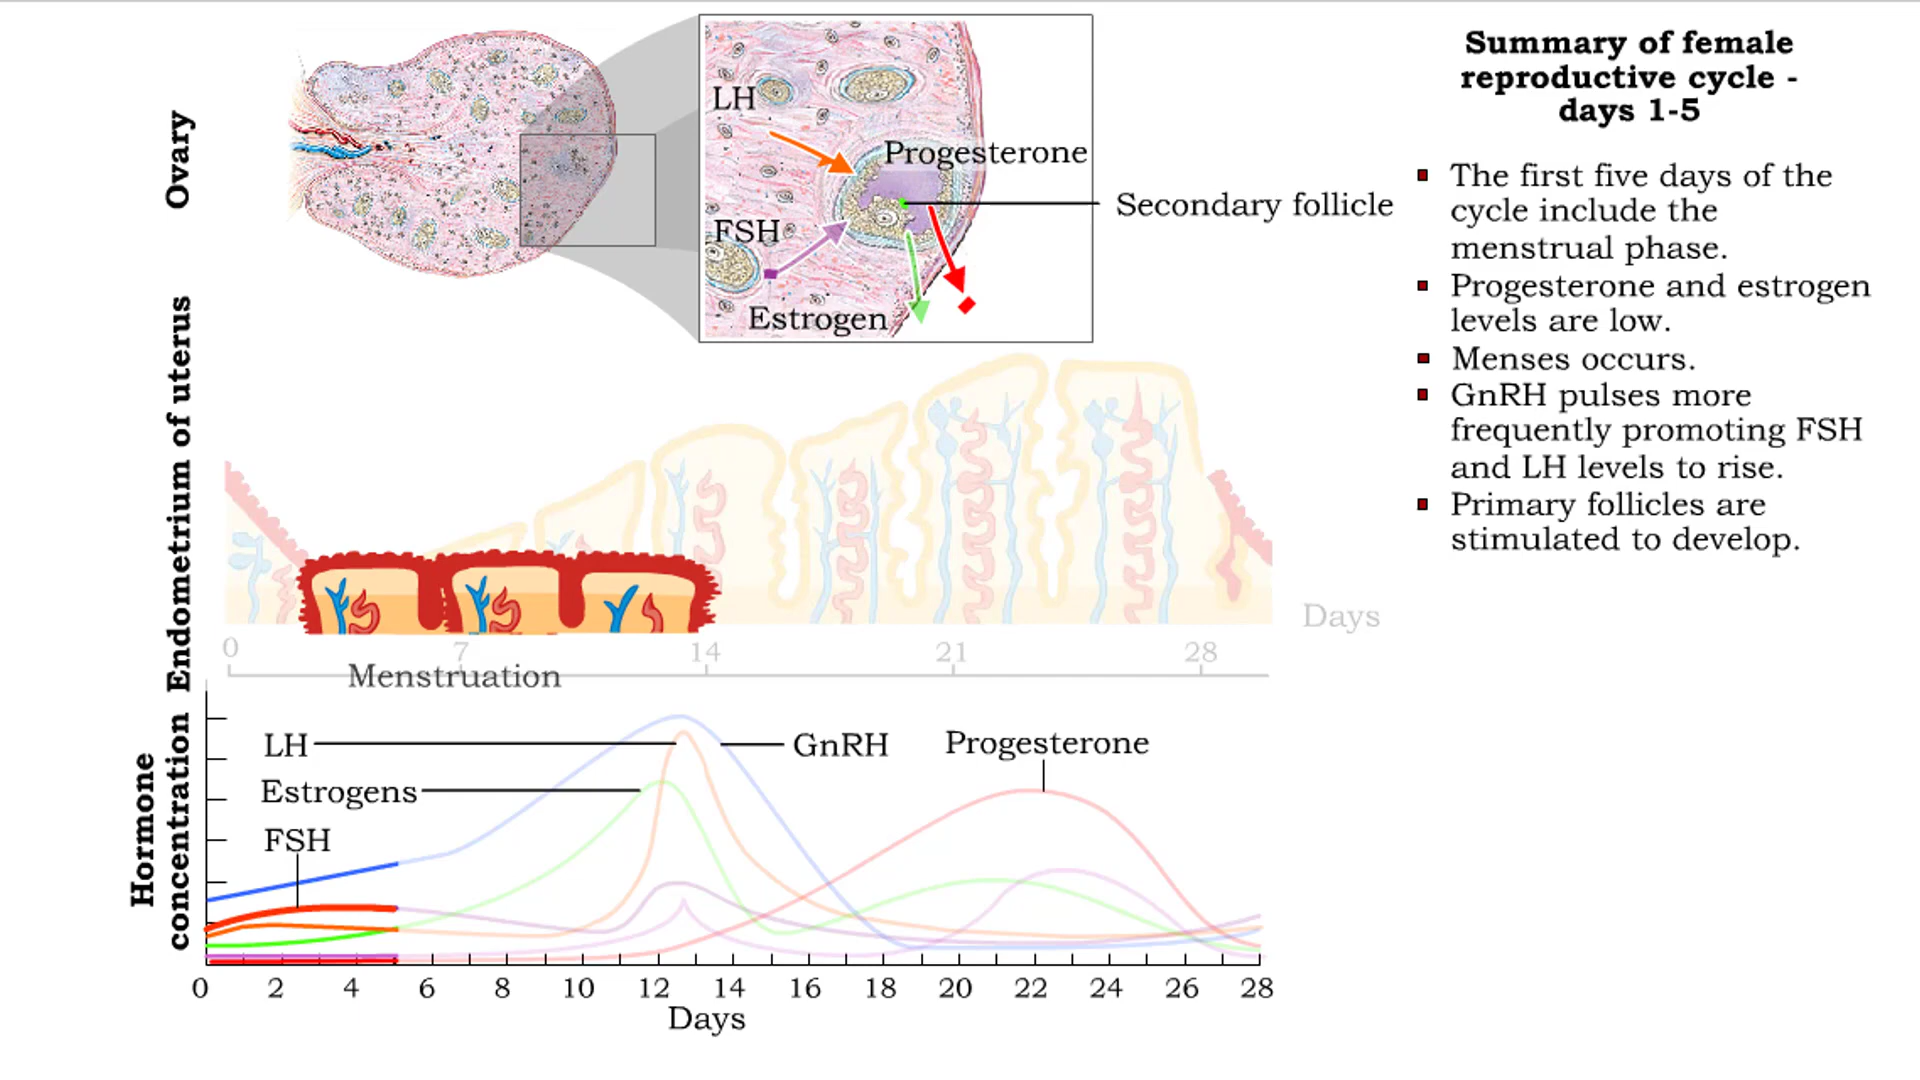 Ovary
LH
Progesterone
Secondary follicle
FSH
Estrogen
Summary of female
reproductive cycle -
days 1-5
The first five days of the
cycle include the
menstrual phase.
Progesterone and estrogen
levels are low.
Menses occurs.
GnRH pulses more
frequently promoting FSH
and LH levels to rise.
Primary follicles are
stimulated to develop.
Endometrium of uterus
Days
0 7 14 21 28
Menstruation
Hormone
concentration
LH
GnRH
Progesterone
Estrogens
FSH
0 2 4 6 8 10 12 14 16 18 20 22 24 26 28
Days